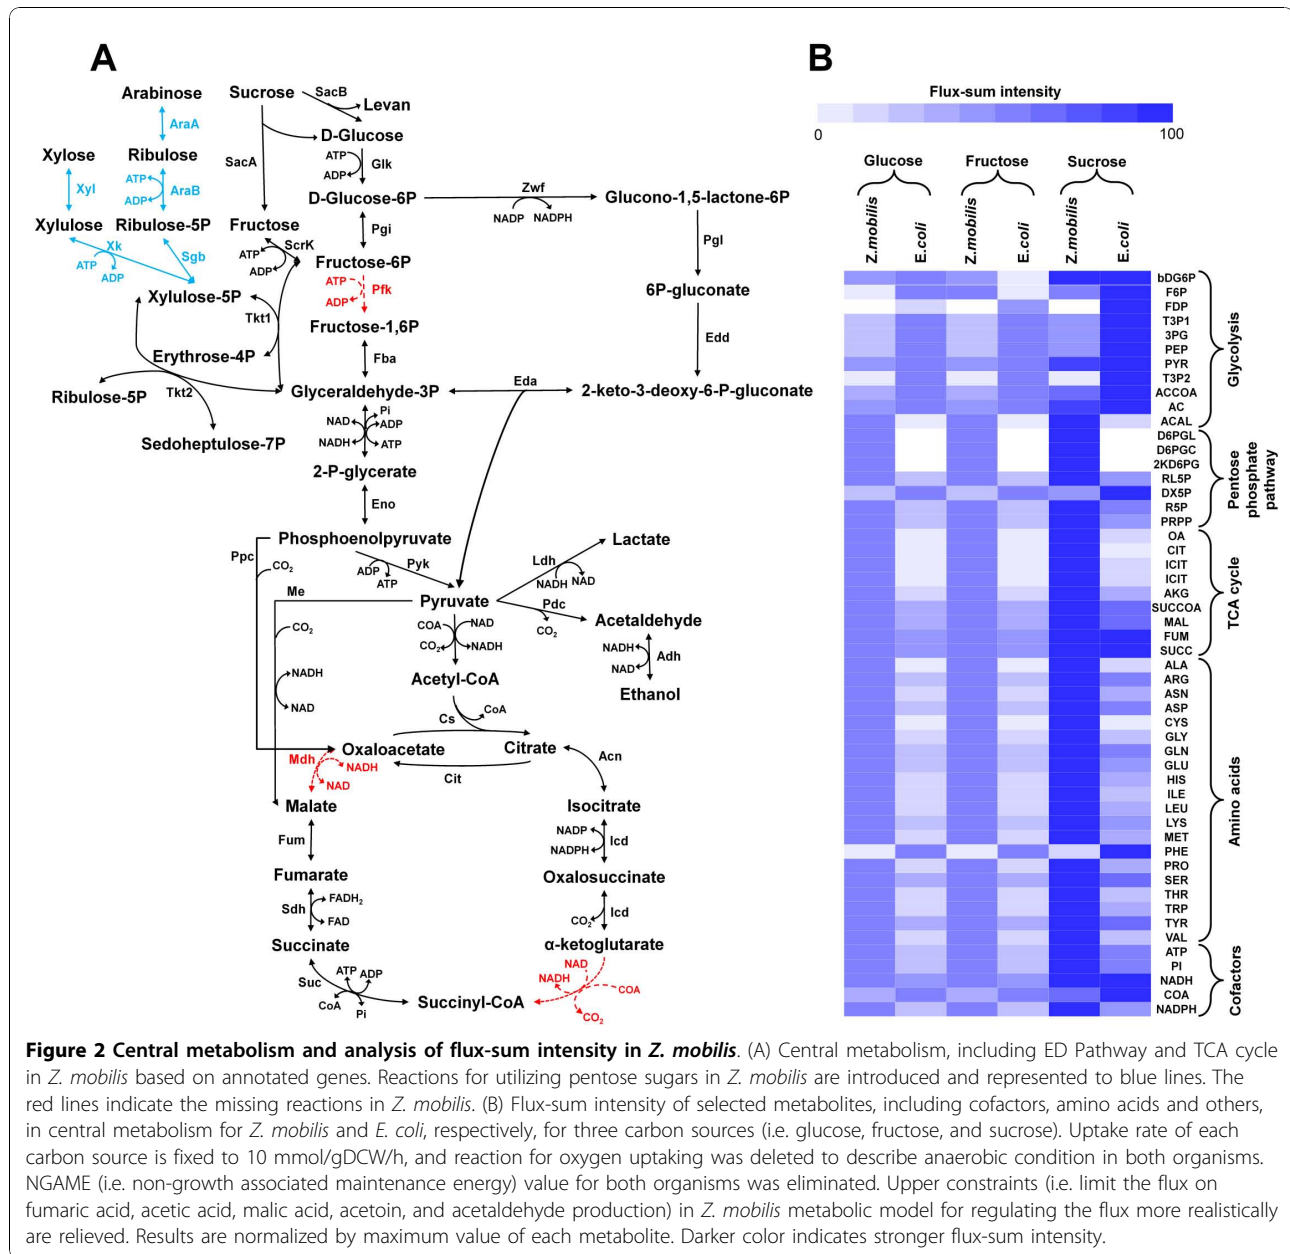 A
Arabinose
Sucrose
SacB
Levan
AraA
D-Glucose
Xylose
Ribulose
SacA
ATP
ADP
Glk
Xyl
ATP
ADP
AraB
D-Glucose-6P
Zwf
NADP
NADPH
Glucono-1,5-lactone-6P
Xylulose
Ribulose-5P
Fructose
Pgi
Xk
ATP
ADP
Sgb
ScrK
ATP
ADP
Pgl
Fructose-6P
ATP
ADP
Pfk
6P-gluconate
Xylulose-5P
Tkt1
Fructose-1,6P
Edd
Erythrose-4P
Fba
Tkt2
Ribulose-5P
Glyceraldehyde-3P
Eda
2-keto-3-deoxy-6-P-gluconate
Sedoheptulose-7P
NAD
NADH
Pi
ADP
ATP
2-P-glycerate
Eno
Phosphoenolpyruvate
Ppc
CO2
Pyk
ADP
ATP
Lactate
Ldh
NADH
NAD
Me
Pyruvate
Pdc
CO2
Acetaldehyde
CO2
COA
CO2
NAD
NADH
NADH
NAD
Adh
NADH
NAD
Acetyl-CoA
Ethanol
Cs
CoA
Oxaloacetate
Citrate
Cit
Acn
Mdh
NADH
NAD
Malate
Isocitrate
Fum
NADP
NADPH
Icd
Fumarate
Oxalosuccinate
Sdh
FADH2
FAD
Icd
CO2
Succinate
α-ketoglutarate
Suc
ATP
ADP
CoA
Pi
Succinyl-CoA
NAD
NADH
COA
CO2
B
Flux-sum intensity
0
100
Glucose
Fructose
Sucrose
Z.mobilis
E.coli
Z.mobilis
E.coli
Z.mobilis
E.coli
bDG6P
F6P
FDP
T3P1
3PG
PEP
PYR
T3P2
ACCOA
AC
ACAL
D6PGL
D6PGC
2KD6PG
RL5P
DX5P
R5P
PRPP
OA
CIT
ICIT
ICIT
AKG
SUCCOA
MAL
FUM
SUCC
ALA
ARG
ASN
ASP
CYS
GLY
GLN
GLU
HIS
ILE
LEU
LYS
MET
PHE
PRO
SER
THR
TRP
TYR
VAL
ATP
PI
NADH
COA
NADPH
Glycolysis
Pentose
phosphate
pathway
TCA cycle
Amino acids
Cofactors
Figure 2 Central metabolism and analysis of flux-sum intensity in Z. mobilis. (A) Central metabolism, including ED Pathway and TCA cycle
in Z. mobilis based on annotated genes. Reactions for utilizing pentose sugars in Z. mobilis are introduced and represented to blue lines. The
red lines indicate the missing reactions in Z. mobilis. (B) Flux-sum intensity of selected metabolites, including cofactors, amino acids and others,
in central metabolism for Z. mobilis and E. coli, respectively, for three carbon sources (i.e. glucose, fructose, and sucrose). Uptake rate of each
carbon source is fixed to 10 mmol/gDCW/h, and reaction for oxygen uptaking was deleted to describe anaerobic condition in both organisms.
NGAME (i.e. non-growth associated maintenance energy) value for both organisms was eliminated. Upper constraints (i.e. limit the flux on
fumaric acid, acetic acid, malic acid, acetoin, and acetaldehyde production) in Z. mobilis metabolic model for regulating the flux more realistically
are relieved. Results are normalized by maximum value of each metabolite. Darker color indicates stronger flux-sum intensity.